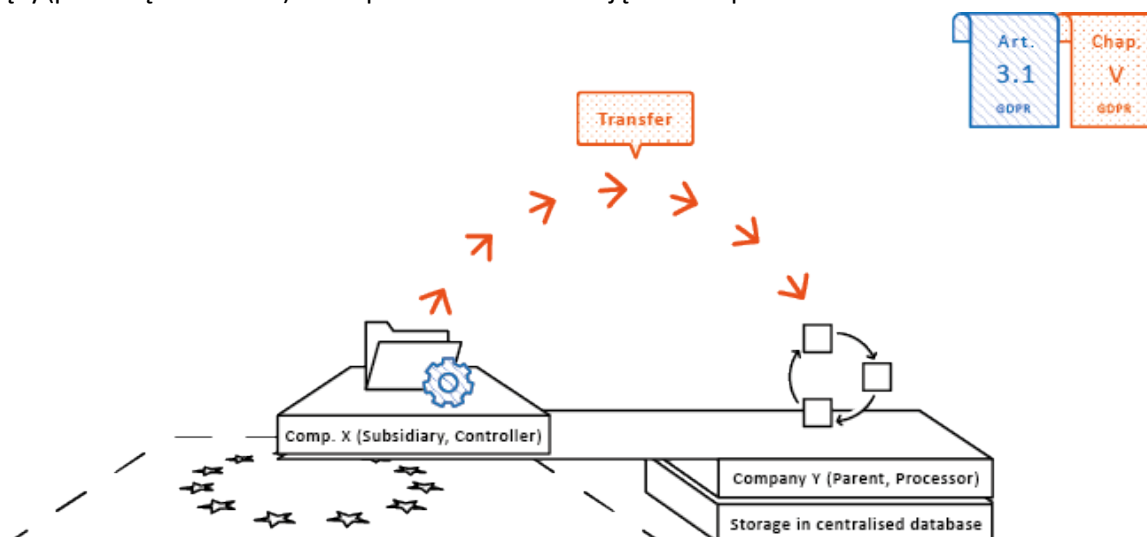 Art.
3.1
GDPR
Chap.
V
GDPR
Transfer
Comp. X (Subsidiary, Controller)
Company Y (Parent, Processor)
Storage in centralised database